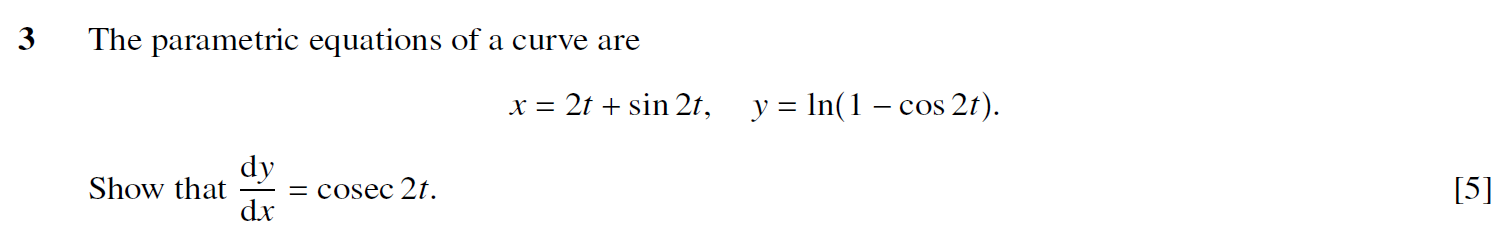 3 The parametric equations of a curve are
x = 2t + sin 2t, y = ln(1 − cos 2t).
Show that dy/dx = cosec 2t. [5]